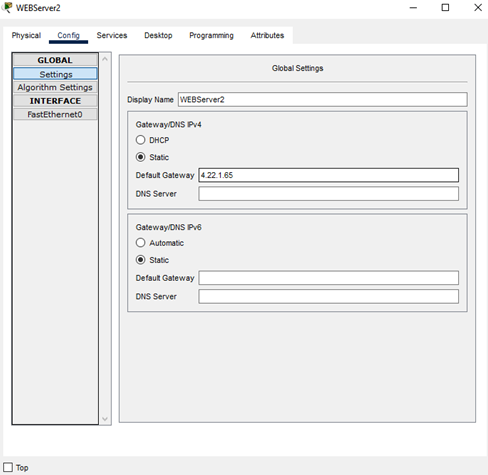 WEBServer2
Physical Config Services Desktop Programming Attributes
GLOBAL
Settings
Algorithm Settings
INTERFACE
FastEthernet0
Global Settings
Display Name WEBServer2
Gateway/DNS IPv4
DHCP
Static
Default Gateway 4.22.1.65
DNS Server
Gateway/DNS IPv6
Automatic
Static
Default Gateway
DNS Server
Top